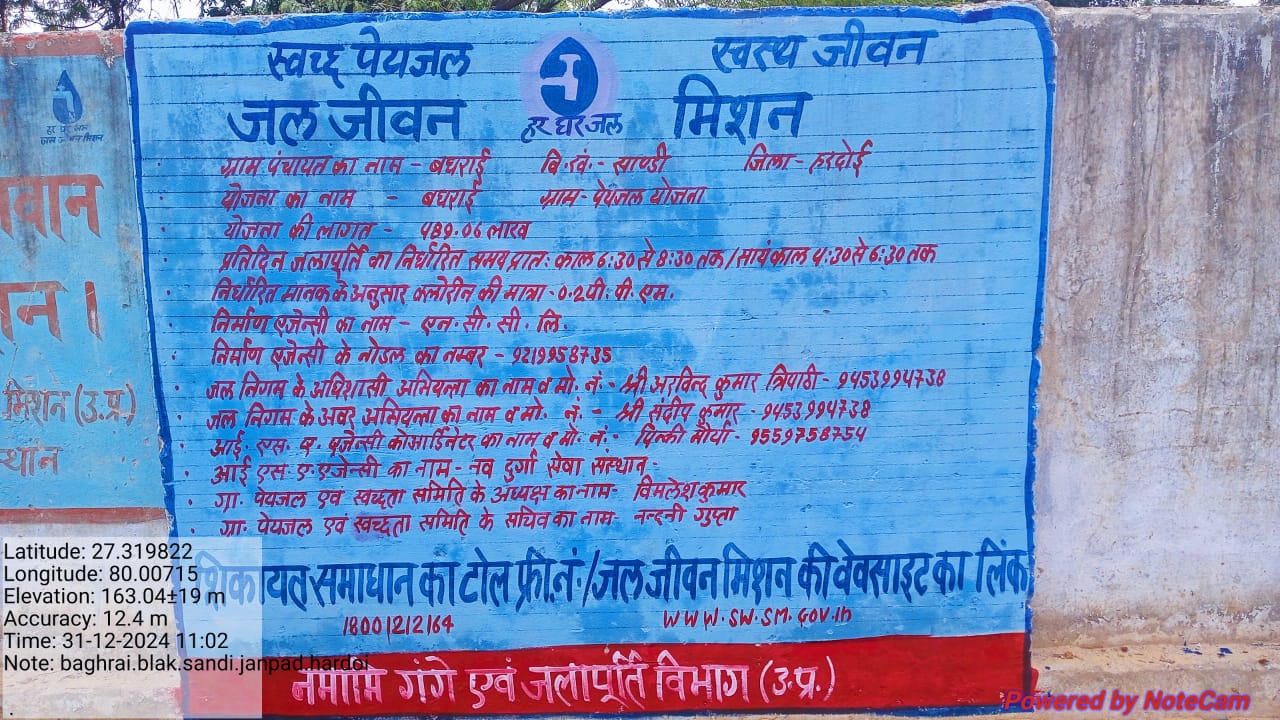 स्वच्छ पेयजल स्वस्थ जीवन
जल जीवन हर घर जल मिशन
ग्राम पंचायत का नाम - बघराई वि.खं.- साण्डी जिला - हरदोई
योजना का नाम - बघराई ग्राम- पेयजल योजना
योजना की लागत - 489.06 लाख
प्रतिदिन जलापूर्ति का निर्धारित समय प्रातः काल 6:30 से 8:30 तक / सायंकाल 4:30 से 6:30 तक
निर्धारित मानक के अनुसार क्लोरीन की मात्रा - 0.2 पी. पी. एम.
निर्माण एजेन्सी का नाम - एन. सी. सी. लि.
निर्माण एजेन्सी के नोडल का नम्बर - 9219958735
जल निगम के अधिशासी अभियन्ता का नाम व मो. नं. - श्री अरविन्द कुमार त्रिपाठी - 9453994738
जल निगम के अवर अभियन्ता का नाम व मो. नं. - श्री संदीप कुमार - 9453994738
आई. एस. ए. एजेन्सी कोआर्डिनेटर का नाम व मो. नं. - पिन्की मौर्या - 9559758754
आई एस ए एजेन्सी का नाम - नव दुर्गा सेवा संस्थान -
ग्रा. पेयजल एवं स्वच्छता समिति के अध्यक्ष का नाम - विमलेश कुमार
ग्रा. पेयजल एवं स्वच्छता समिति के सचिव का नाम - नन्दनी गुप्ता
शिकायत समाधान का टोल फ्री.नं./जल जीवन मिशन की वेबसाइट का लिंक
18001212164 www.sw.sm.gov.in
नमामि गंगे एवं जलापूर्ति विभाग (उ.प्र.)
हर घर जल
जल जीवन मिशन
मिशन (उ.प्र.)
Latitude: 27.319822
Longitude: 80.00715
Elevation: 163.04±19 m
Accuracy: 12.4 m
Time: 31-12-2024 11:02
Note: baghrai.blak.sandi.janpad.hardoi
Powered by NoteCam